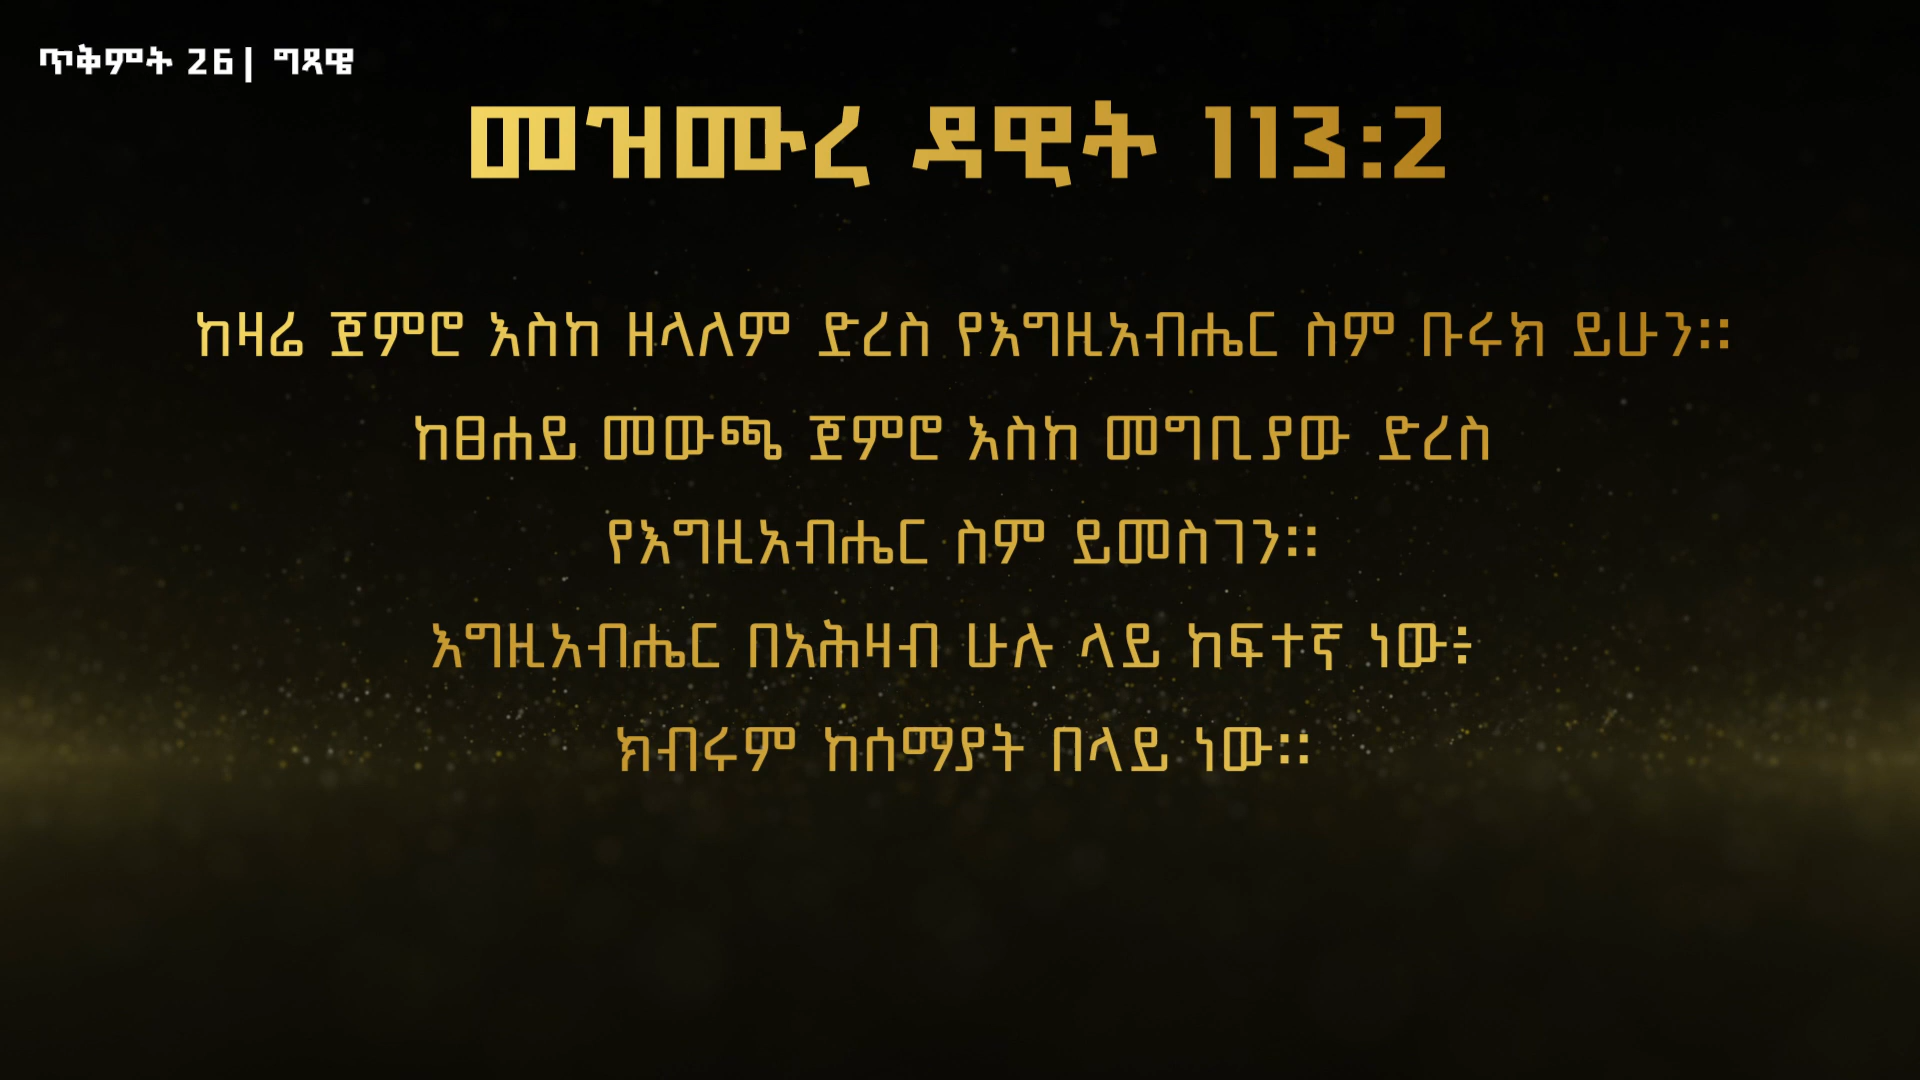 ጥቅምት 26| ግጻዌ
መዝሙረ ዳዊት 113:2
ከዛሬ ጀምሮ እስከ ዘላለም ድረስ የእግዚአብሔር ስም ቡሩክ ይሁን።
ከፀሐይ መውጫ ጀምሮ እስከ መግቢያው ድረስ
የእግዚአብሔር ስም ይመስገን።
እግዚአብሔር በአሕዛብ ሁሉ ላይ ከፍተኛ ነው፥
ክብሩም ከሰማያት በላይ ነው።